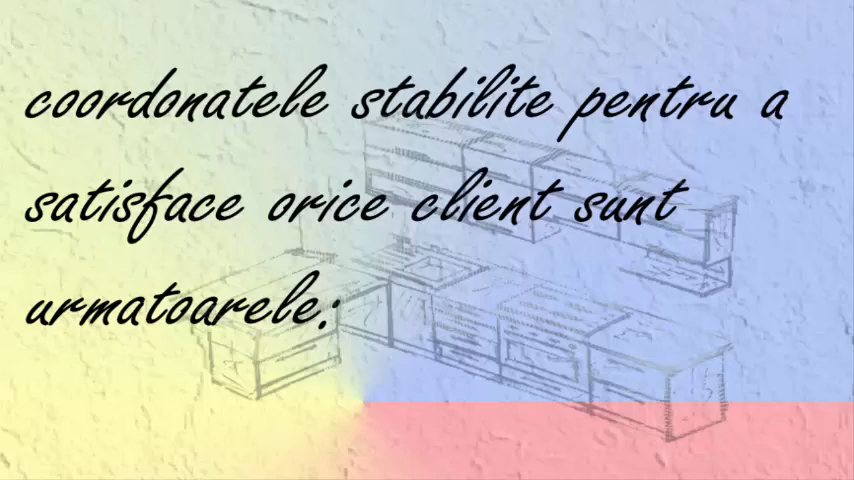 coordonatele stabilite pentru a
satisface orice client sunt
urmatoarele: